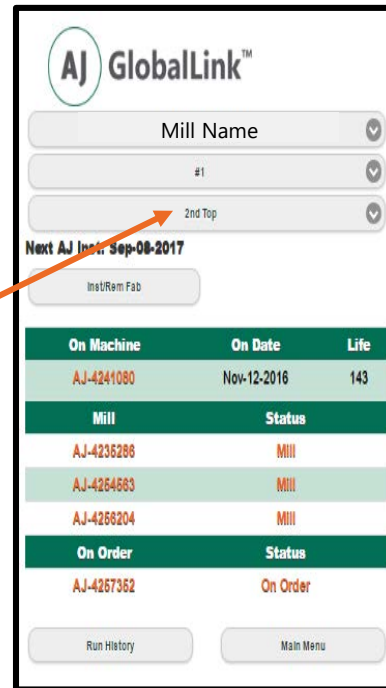 AJ GlobalLink™
Mill Name
#1
2nd Top
Next AJ Inst: Sep-08-2017
Inst/Rem Fab
On Machine On Date Life
AJ-4241080 Nov-12-2016 143
Mill Status
AJ-4235286 Mill
AJ-4254563 Mill
AJ-4256204 Mill
On Order Status
AJ-4257352 On Order
Run History Main Menu